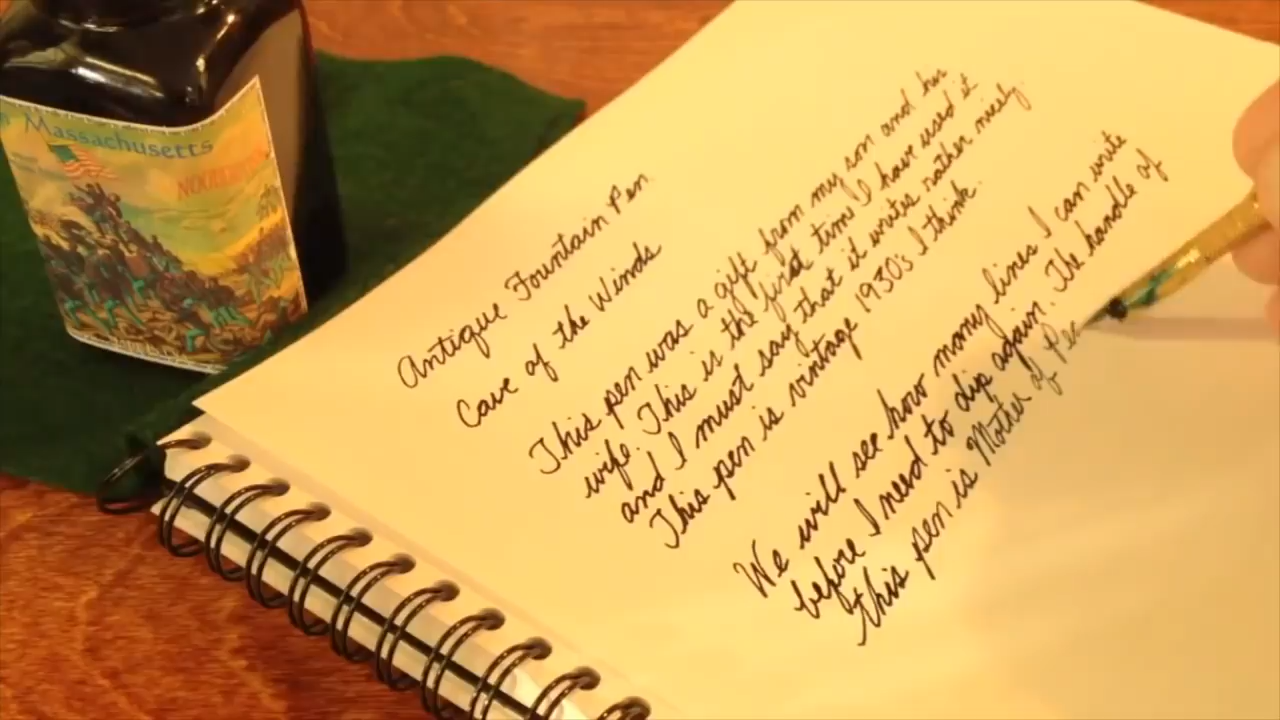 Massachusetts
Antique Fountain Pen
Cave of the Winds
This pen was a gift from my son and his
wife. This is the first time I have used it
and I must say that it writes rather nicely
This pen is vintage 1930s I think.
We will see how many lines I can write
before I need to dip again. The handle of
this pen is Mother of Pea